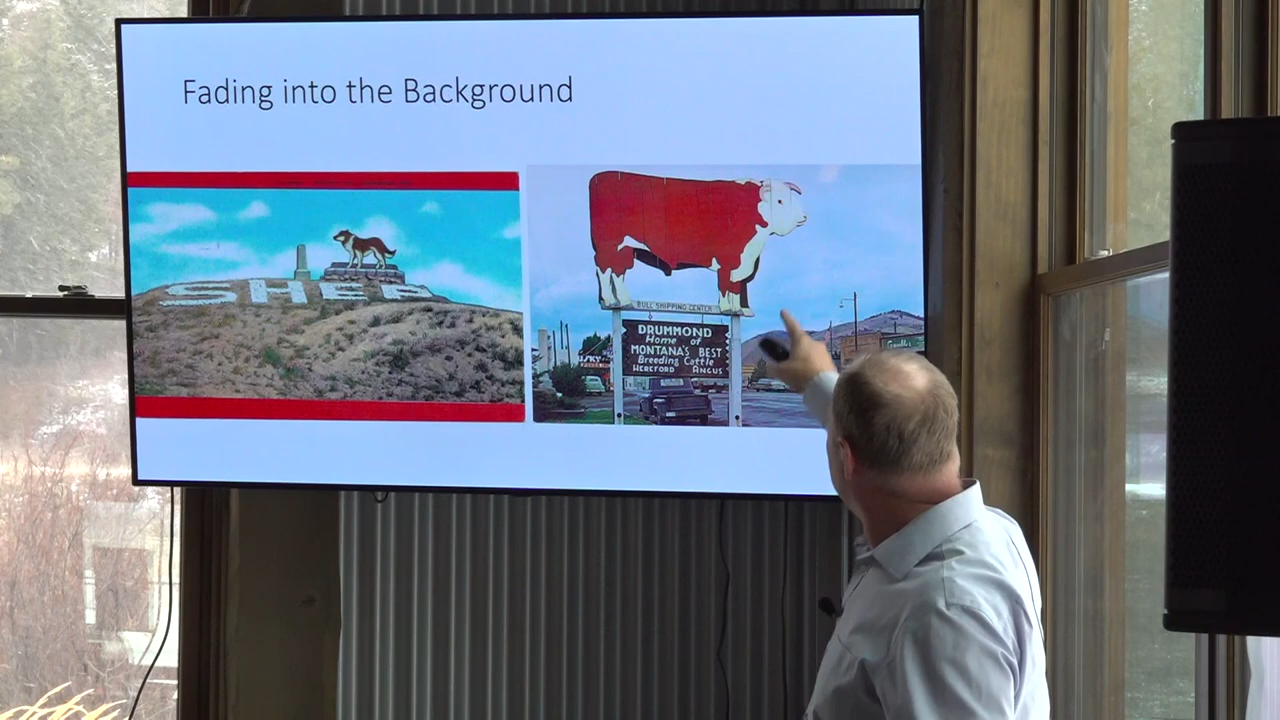 Fading into the Background
SHEP
BULL SHIPPING CENTER
DRUMMOND
Home of
MONTANA'S BEST
Breeding Cattle
HEREFORD ANGUS